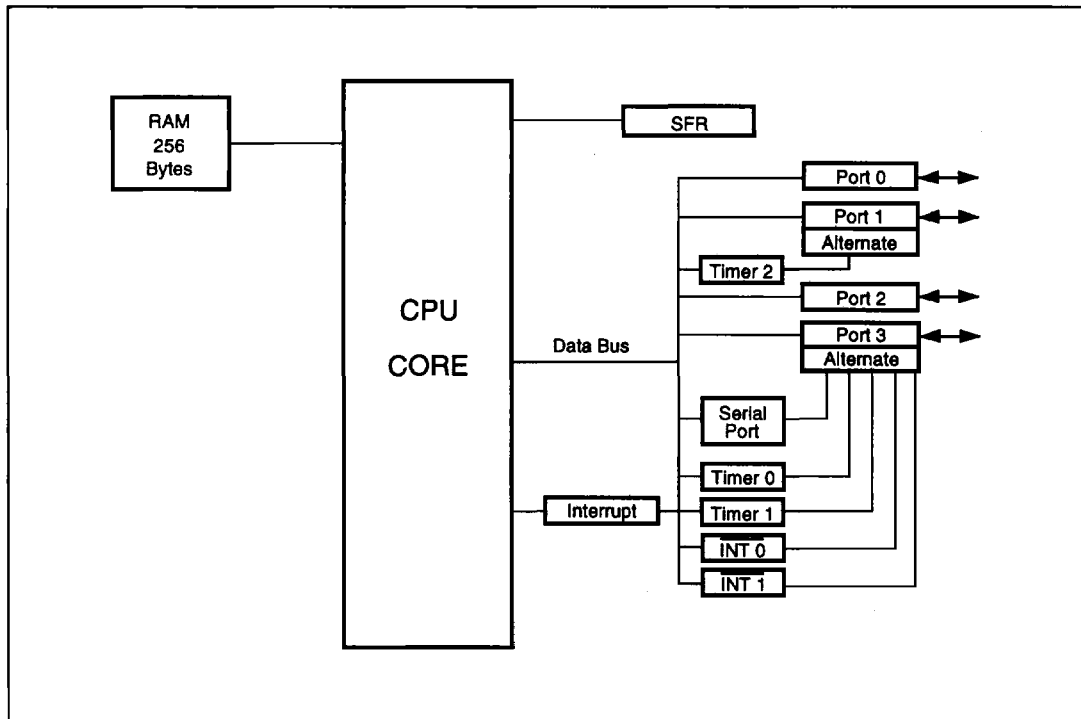 RAM
256
Bytes
CPU
CORE
SFR
Port 0
Port 1
Alternate
Timer 2
Port 2
Port 3
Alternate
Data Bus
Serial
Port
Timer 0
Interrupt
Timer 1
INT 0
INT 1